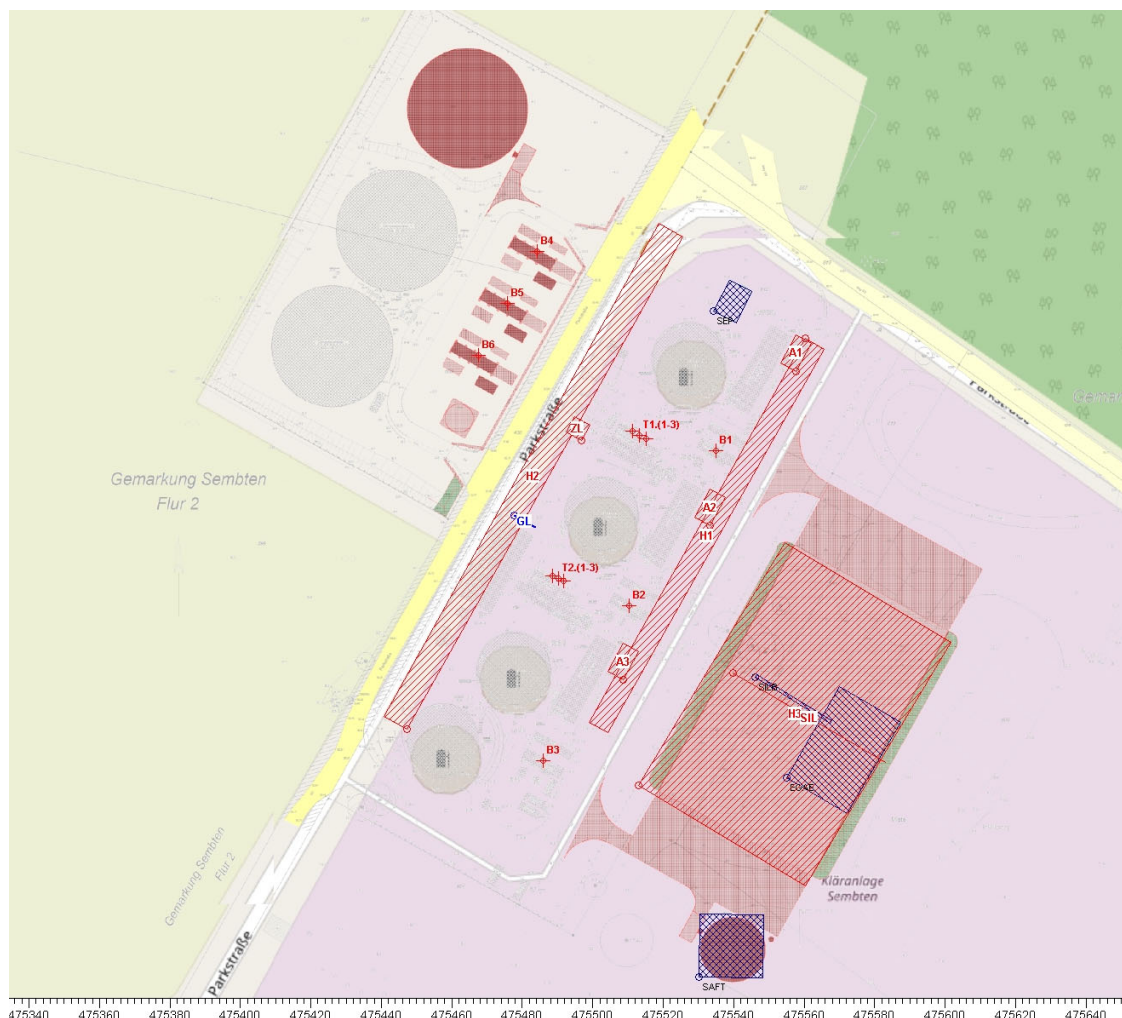 B4
B5
B6
SEP
A1
Parkstraße
ZL
T1.(1-3)
B1
Parkstraße
H2
Gemarkung Sembten
Flur 2
A2
GL
H1
T2.(1-3)
B2
A3
H3
SIL
B3
Gemarkung Sembten
Flur 2
Kläranlage
Sembten
Parkstraße
SAFT
475340 475360 475380 475400 475420 475440 475460 475480 475500 475520 475540 475560 475580 475600 475620 475640